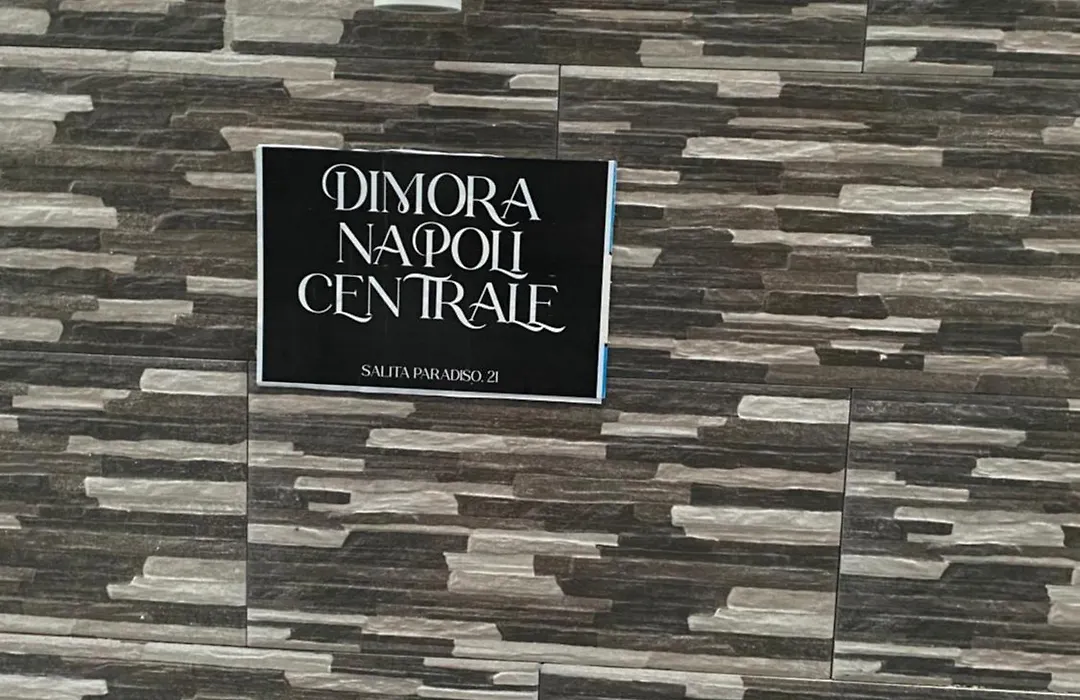 DIMORA
NAPOLI
CENTRALE
SALITA PARADISO. 21